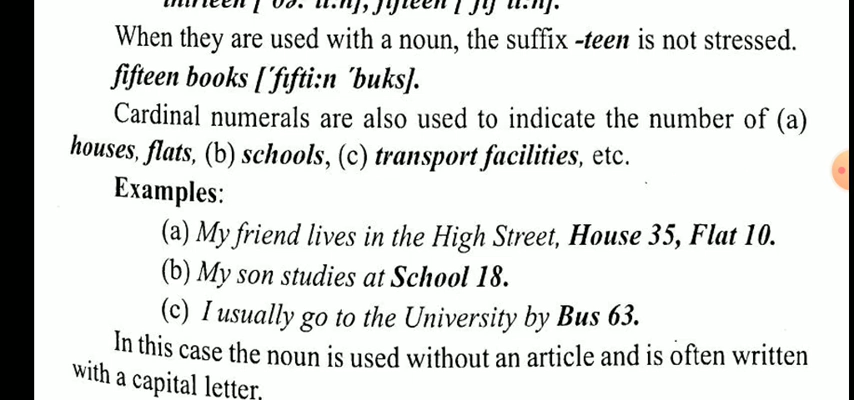 When they are used with a noun, the suffix -teen is not stressed.
fifteen books [ˊfɪfti:n ˊbuks].
Cardinal numerals are also used to indicate the number of (a)
houses, flats, (b) schools, (c) transport facilities, etc.
Examples:
(a) My friend lives in the High Street, House 35, Flat 10.
(b) My son studies at School 18.
(c) I usually go to the University by Bus 63.
In this case the noun is used without an article and is often written
with a capital letter.